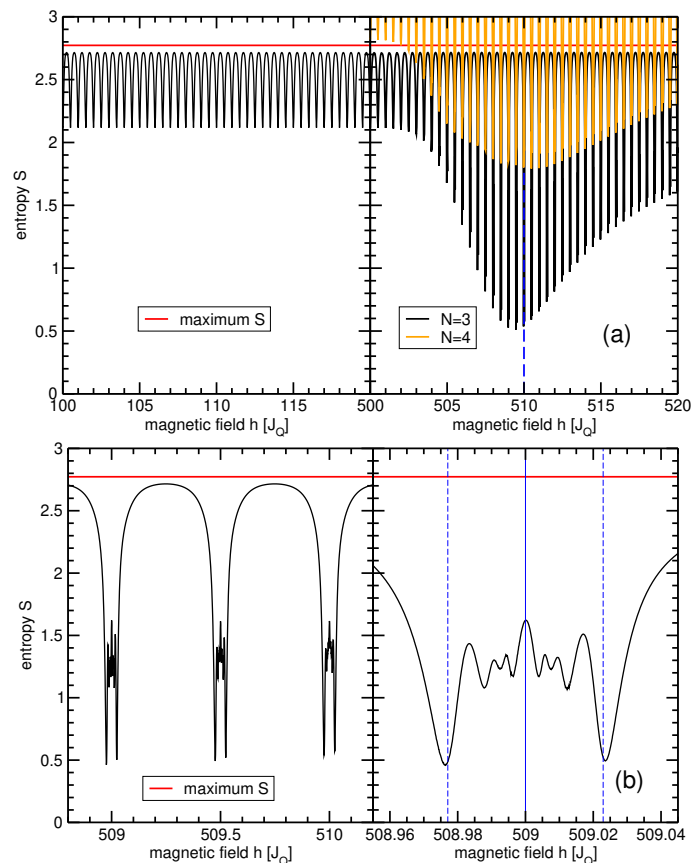 3
2.5
2
1.5
1
0.5
0
entropy S
maximum S
N=3
N=4
(a)
100 105 110 115 500 505 510 515 520
magnetic field h [J_Q] magnetic field h [J_Q]
3
2.5
2
1.5
1
0.5
0
entropy S
maximum S
(b)
509 509.5 510 508.96 508.98 509 509.02 509.04
magnetic field h [J_Q] magnetic field h [J_Q]